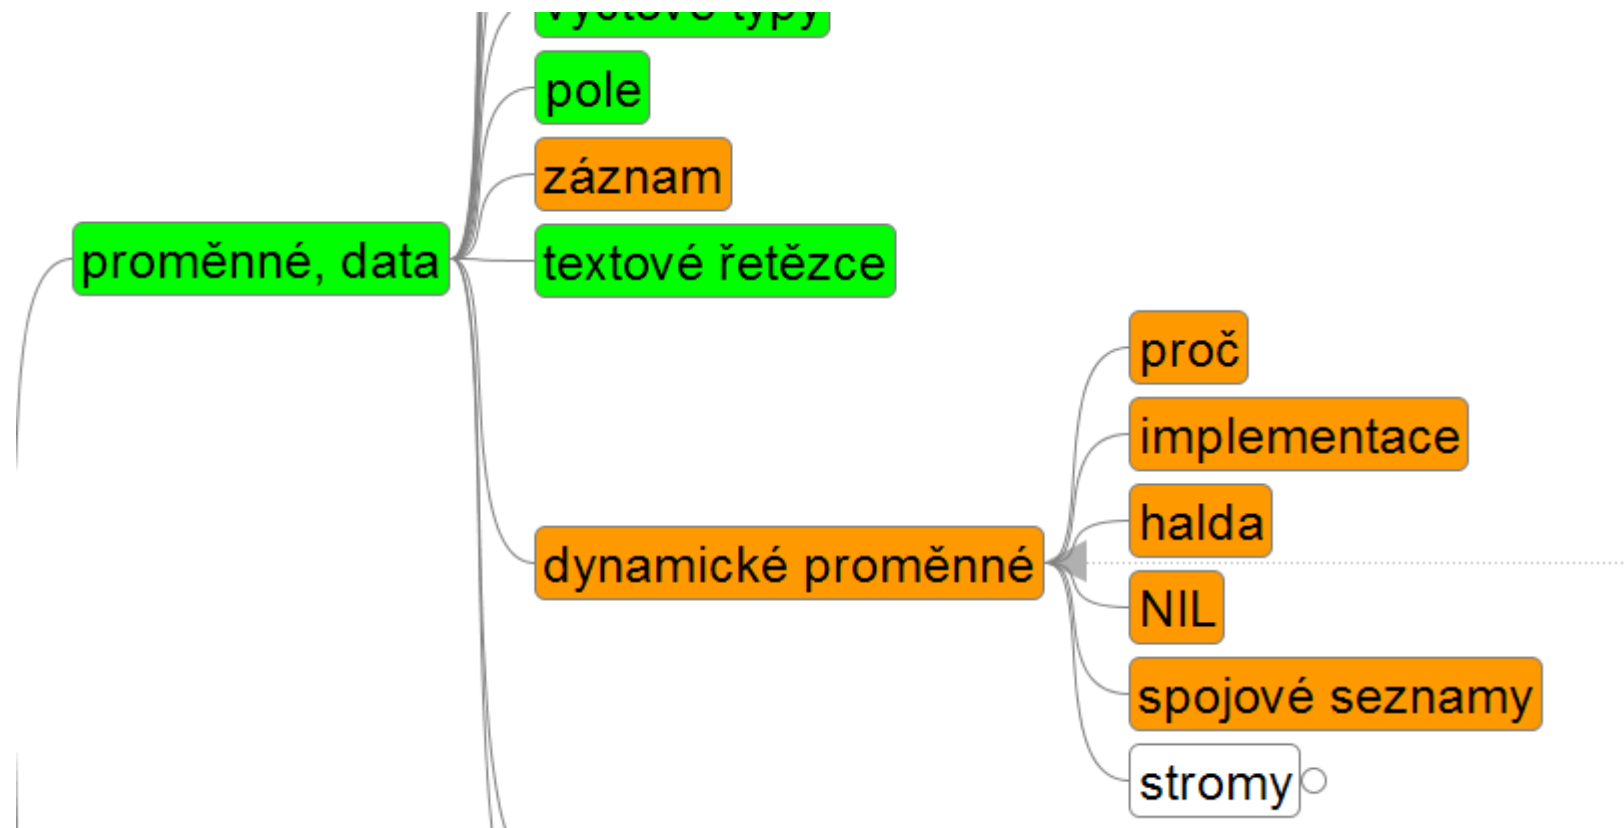 pole
záznam
proměnné, data
textové řetězce
proč
implementace
halda
dynamické proměnné
NIL
spojové seznamy
stromy